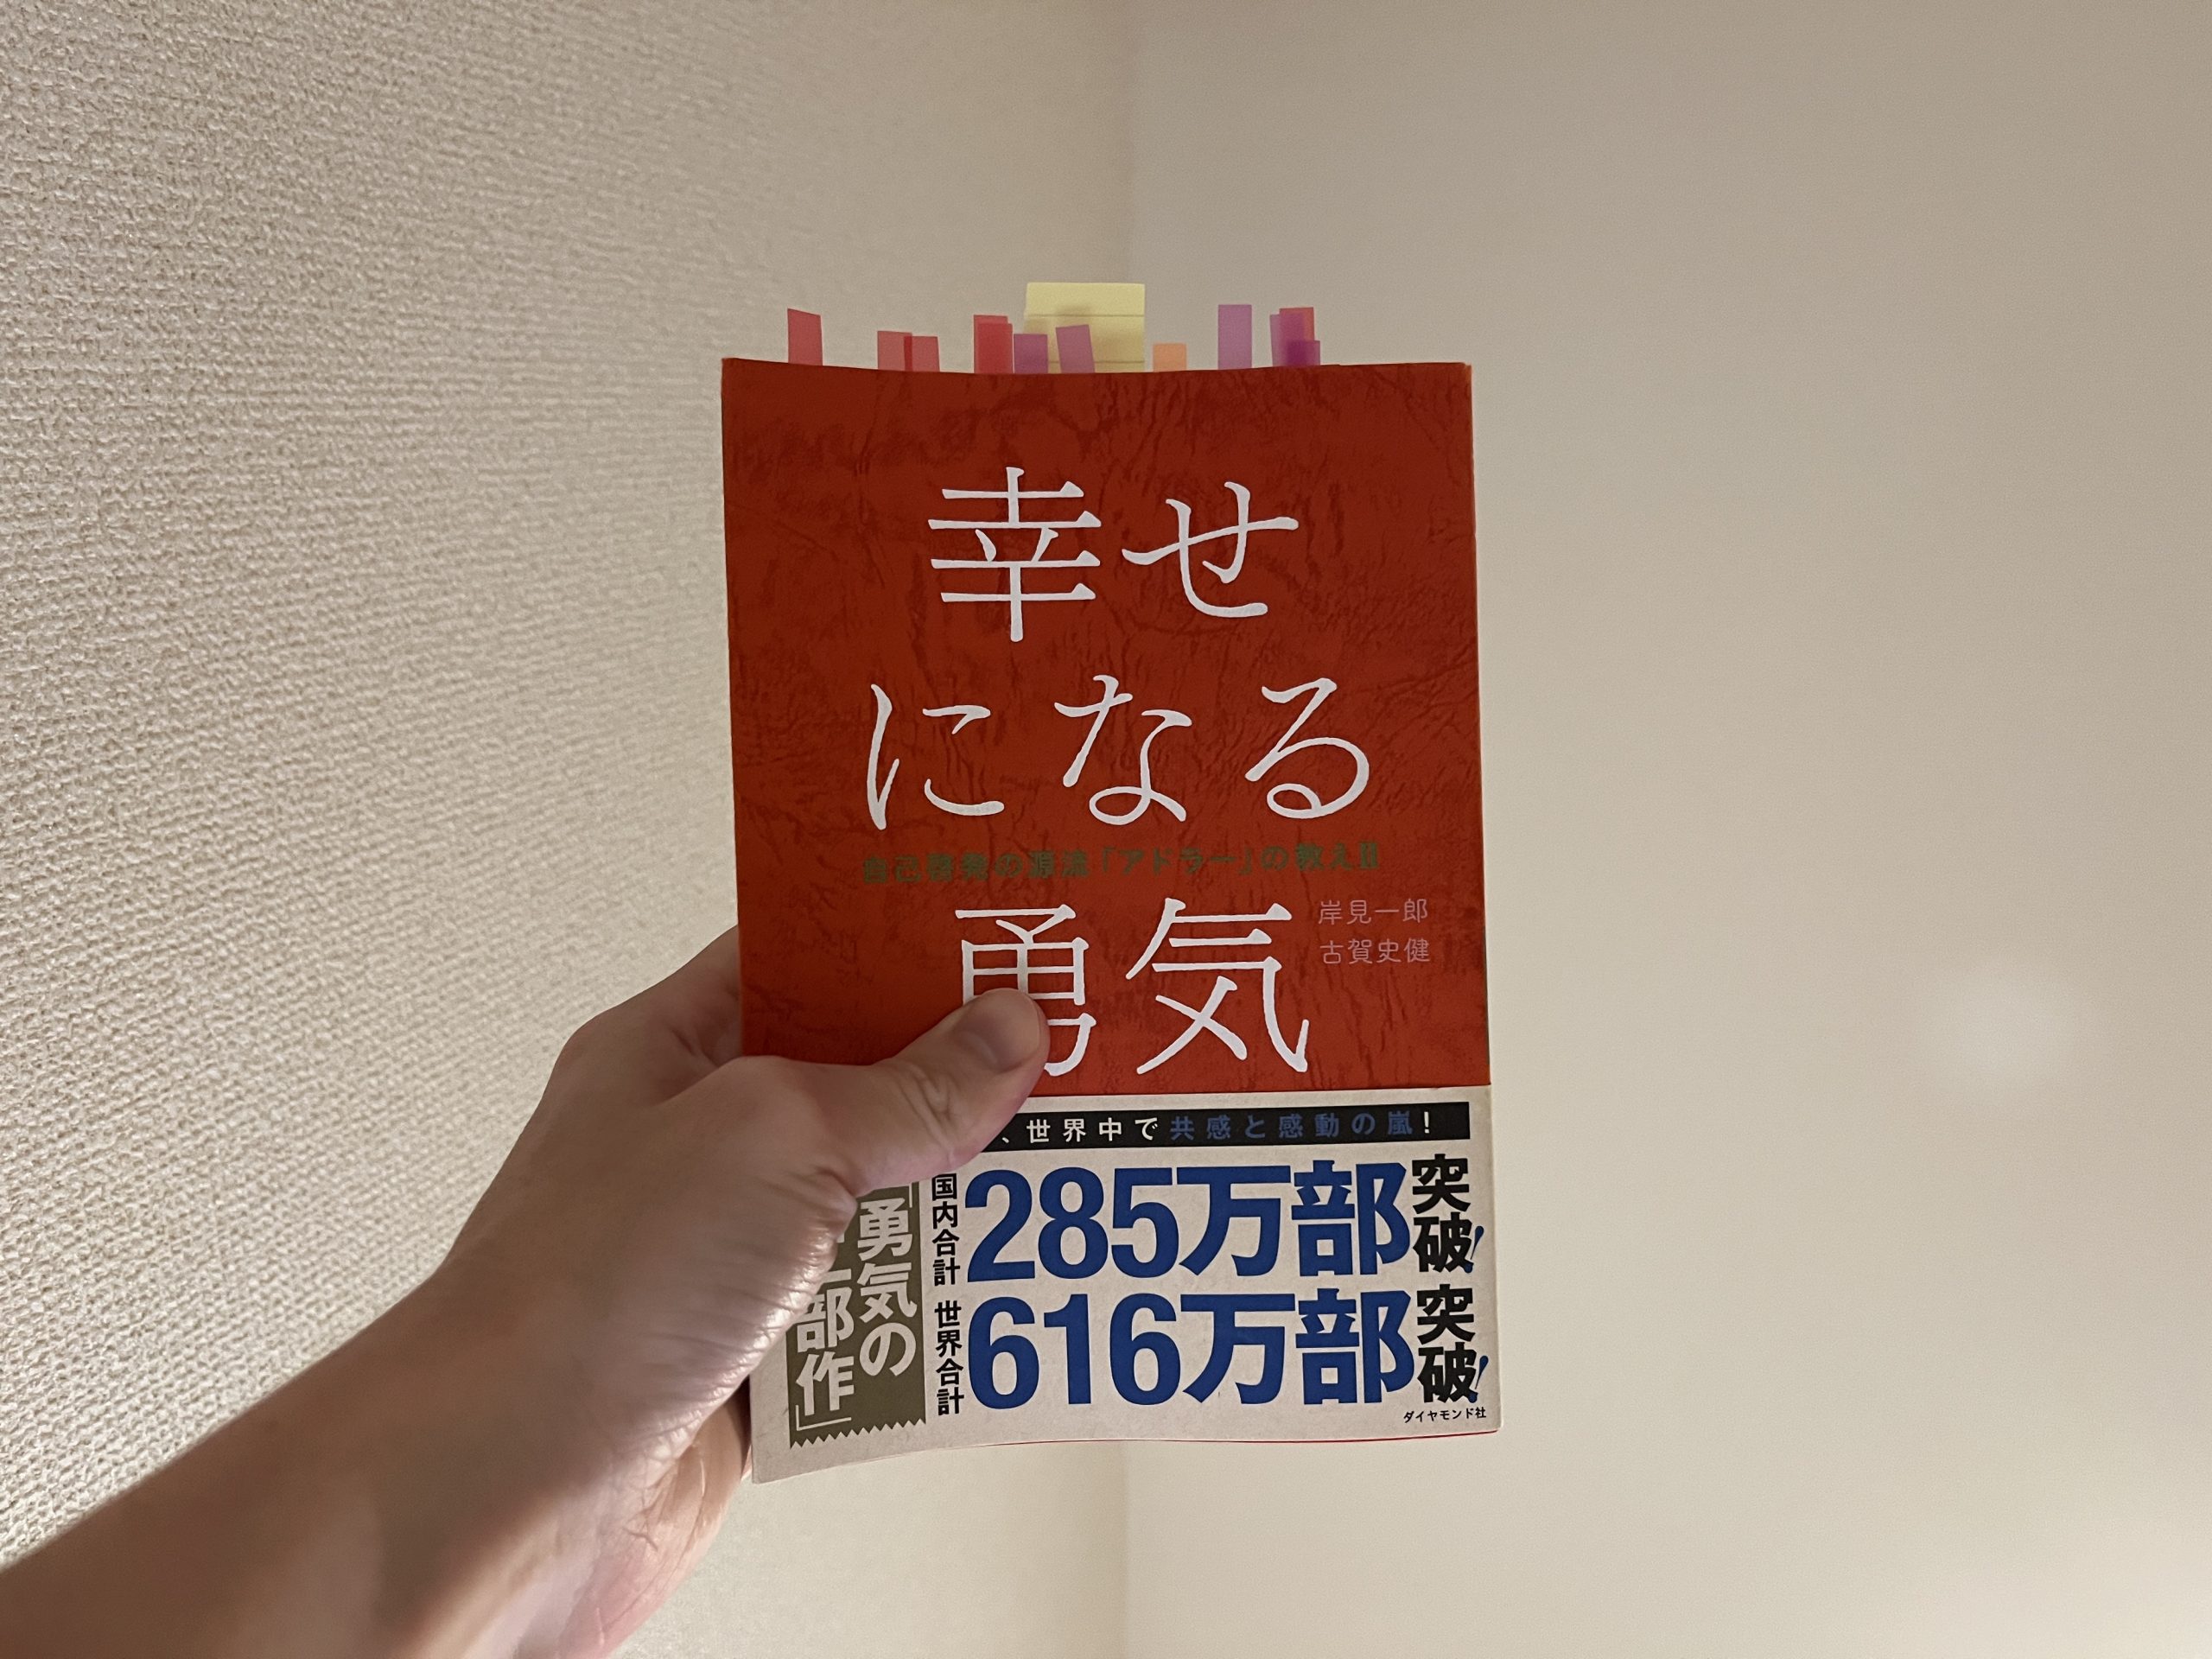 幸せ
になる
自己啓発の源流「アドラー」の教えⅡ
勇気
岸見一郎
古賀史健
、世界中で共感と感動の嵐!
「勇気の
二部作」
国内合計
285万部突破!
世界合計
616万部突破!
ダイヤモンド社